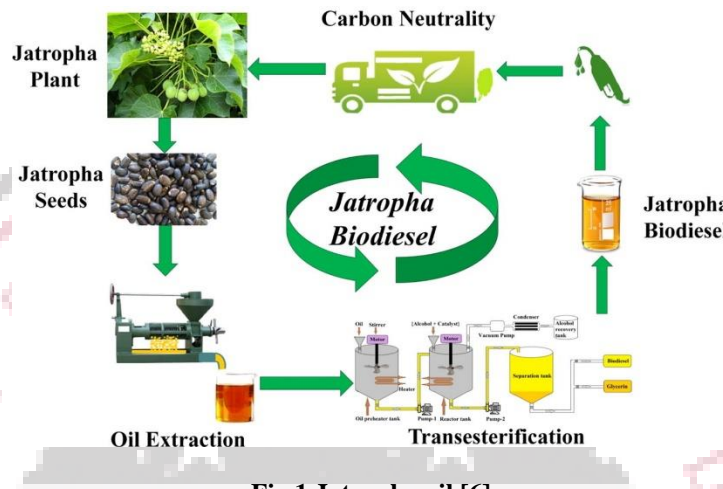 Carbon Neutrality
Jatropha
Plant
Jatropha
Seeds
Jatropha
Biodiesel
Jatropha
Biodiesel
Oil
Stirrer
Motor
[Alcohol + Catalyst]
Motor
Vacuum Pump
Condenser
Alcohol
recovery
tank
Heater
Separation tank
Biodiesel
Glycerin
Oil preheater tank
Pump-1
Reactor tank
Pump-2
Oil Extraction
Transesterification